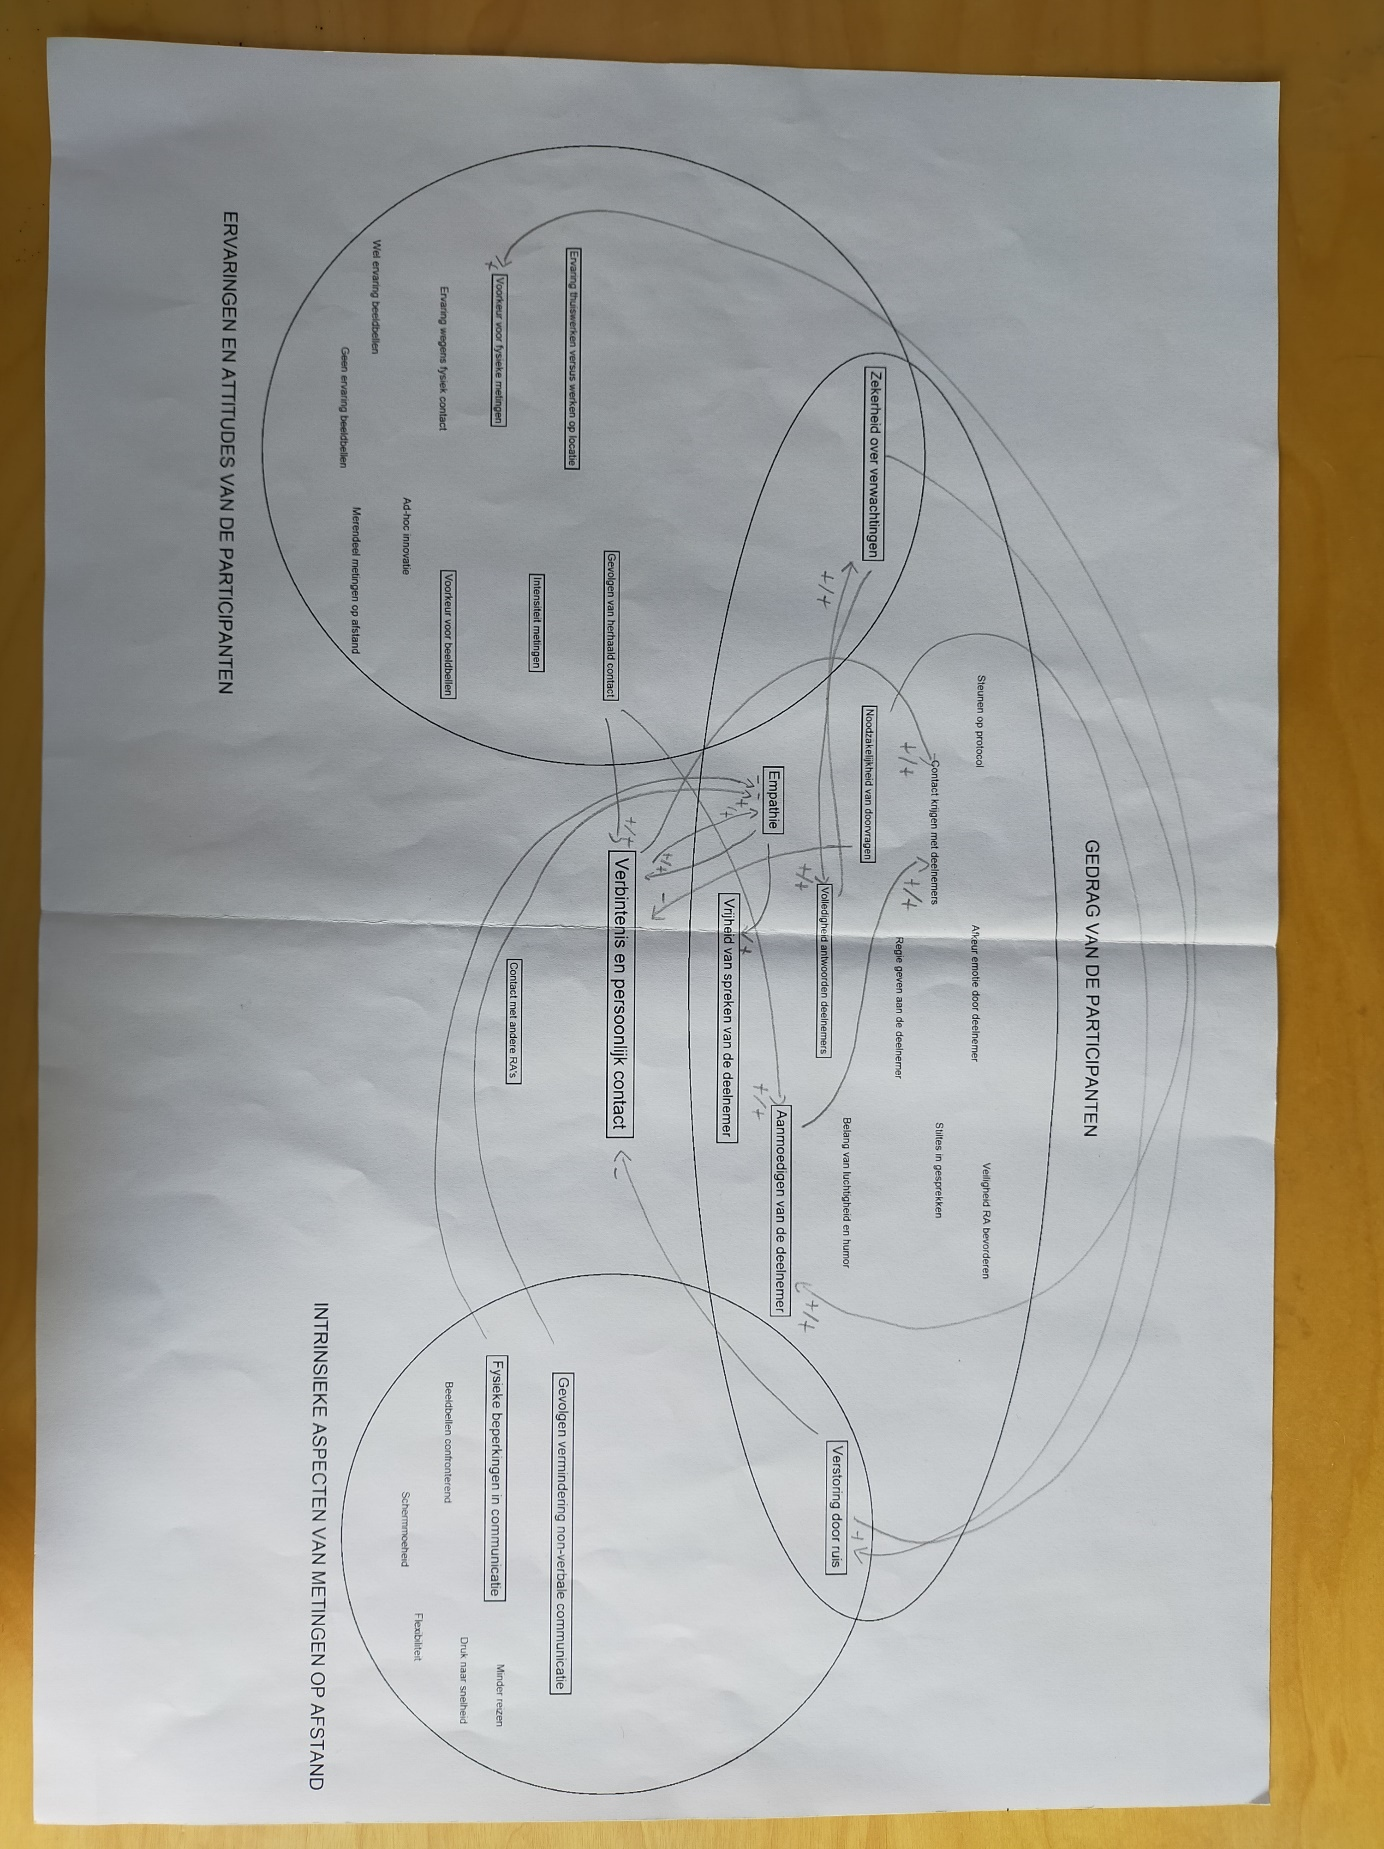 GEDRAG VAN DE PARTICIPANTEN
Steunen op protocol
Afkeur emotie door deelnemer
Veiligheid RA bevorderen
Contact krijgen met deelnemers
Stiltes in gesprekken
+/+
+/+
Regie geven aan de deelnemer
Zekerheid over verwachtingen
Noodzakelijkheid van doorvragen
Belang van luchtigheid en humor
+/+
Volledigheid antwoorden deelnemers
+/+
+/+
Verstoring door ruis
Empathie
Aanmoedigen van de deelnemer
+/+
Vrijheid van spreken van de deelnemer
+/+
-
+/+
Gevolgen van herhaald contact
Verbintenis en persoonlijk contact
-
Ervaring thuiswerken versus werken op locatie
Intensiteit metingen
Gevolgen vermindering non-verbale communicatie
Contact met andere RA's
Voorkeur voor fysieke metingen
Fysieke beperkingen in communicatie
Minder reizen
Ervaring wegens fysiek contact
Voorkeur voor beeldbellen
Beeldbellen confronterend
Druk naar snelheid
Ad-hoc innovatie
Schermmoeheid
Flexibiliteit
Wel ervaring beeldbellen
Geen ervaring beeldbellen
Merendeel metingen op afstand
INTRINSIEKE ASPECTEN VAN METINGEN OP AFSTAND
ERVARINGEN EN ATTITUDES VAN DE PARTICIPANTEN